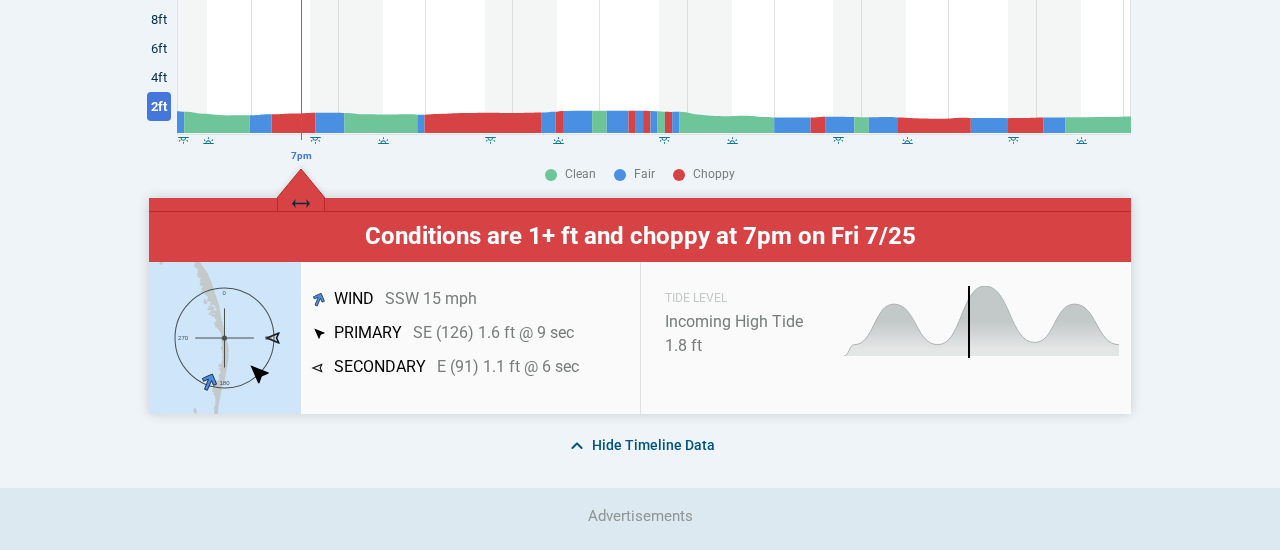 8ft
6ft
4ft
2ft
7pm
Clean Fair Choppy
Conditions are 1+ ft and choppy at 7pm on Fri 7/25
0
270
180
WIND SSW 15 mph
PRIMARY SE (126) 1.6 ft @ 9 sec
SECONDARY E (91) 1.1 ft @ 6 sec
TIDE LEVEL
Incoming High Tide
1.8 ft
Hide Timeline Data
Advertisements